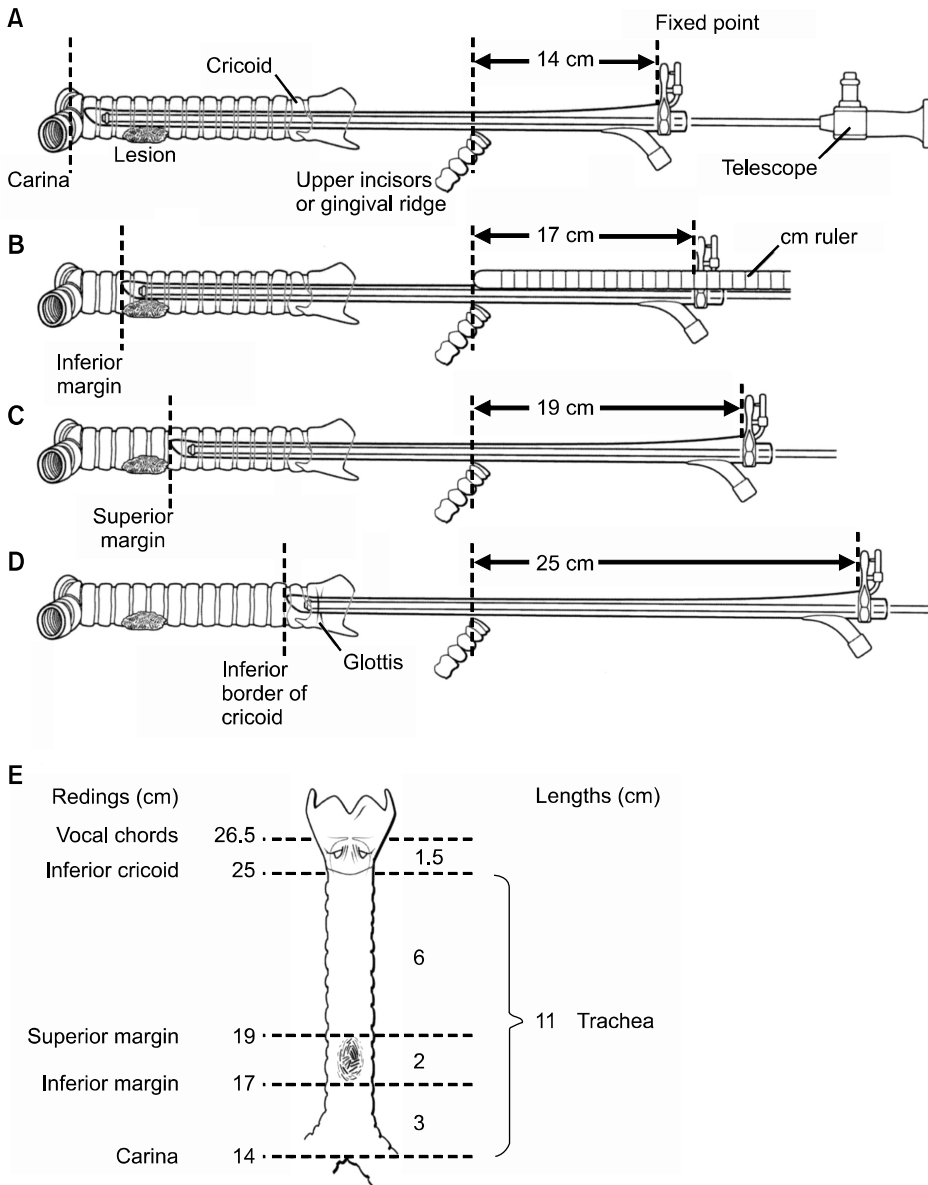 A
Fixed point
14 cm
Cricoid
Lesion
Carina
Upper incisors
or gingival ridge
Telescope
B
17 cm
cm ruler
Inferior
margin
C
19 cm
Superior
margin
D
25 cm
Glottis
Inferior
border of
cricoid
E
Redings (cm) Lengths (cm)
Vocal chords 26.5
1.5
Inferior cricoid 25
6
11 Trachea
Superior margin 19
2
Inferior margin 17
3
Carina 14